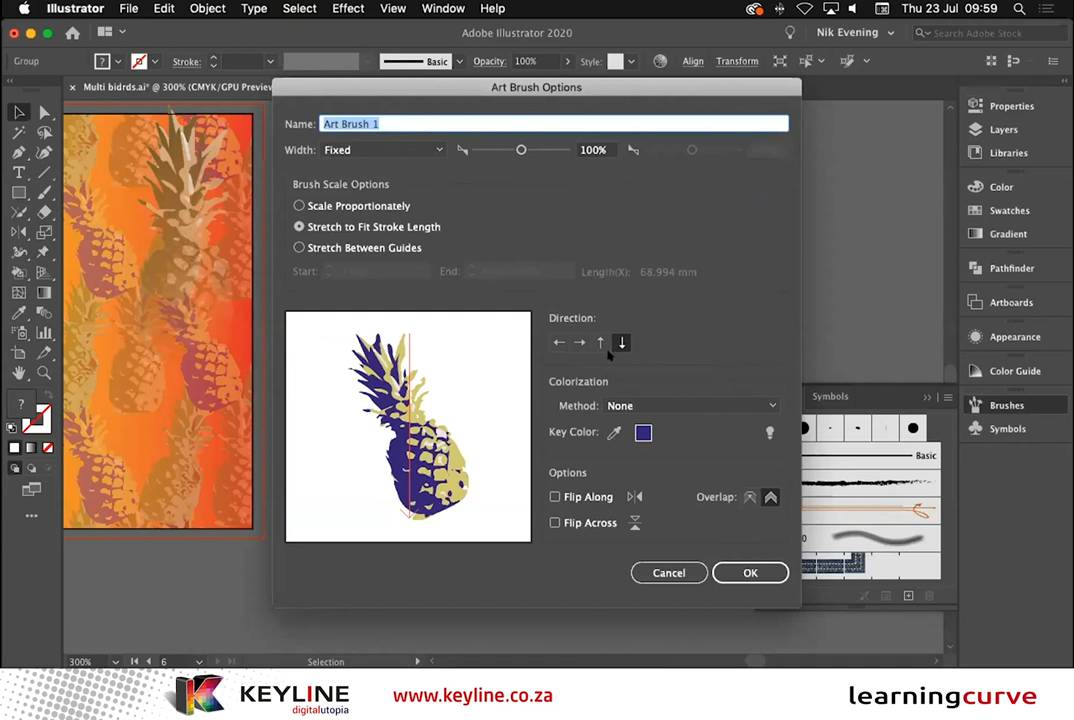 Illustrator File Edit Object Type Select Effect View Window Help Thu 23 Jul 09:59
Adobe Illustrator 2020 Nik Evening Search Adobe Stock
Group ? Stroke: Basic Opacity: 100% Style: Align Transform
Multi bidrds.ai* @ 300% (CMYK/GPU Preview
Art Brush Options
Name: Art Brush 1
Width: Fixed 100%
Brush Scale Options
Scale Proportionately
Stretch to Fit Stroke Length
Stretch Between Guides
Start: End: Length(X): 68,994 mm
Direction:
Colorization
Method: None
Key Color:
Options
Flip Along Overlap:
Flip Across
Cancel OK
Properties
Layers
Libraries
Color
Swatches
Gradient
Pathfinder
Artboards
Appearance
Color Guide
Brushes
Symbols
Symbols
Basic
?
300% 6 Selection
KEYLINE
digitalutopia
www.keyline.co.za
learningcurve